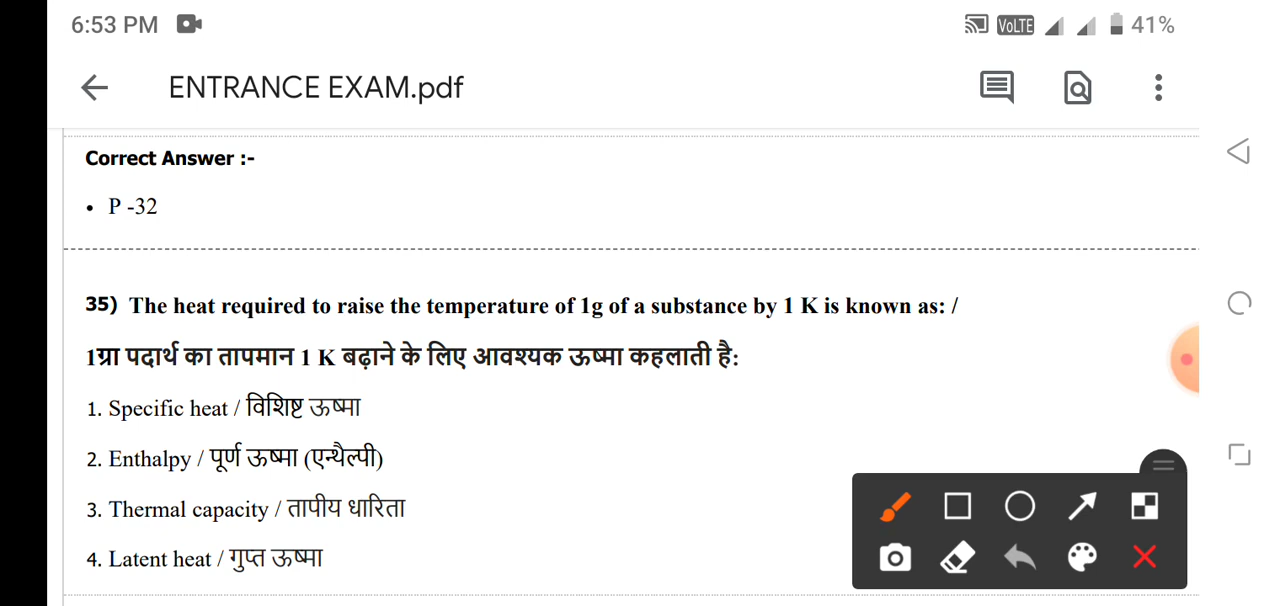 6:53 PM VoLTE 41%
ENTRANCE EXAM.pdf
Correct Answer :-
• P -32
35) The heat required to raise the temperature of 1g of a substance by 1 K is known as: /
1ग्रा पदार्थ का तापमान 1 K बढ़ाने के लिए आवश्यक ऊष्मा कहलाती है:
1. Specific heat / विशिष्ट ऊष्मा
2. Enthalpy / पूर्ण ऊष्मा (एन्थैल्पी)
3. Thermal capacity / तापीय धारिता
4. Latent heat / गुप्त ऊष्मा